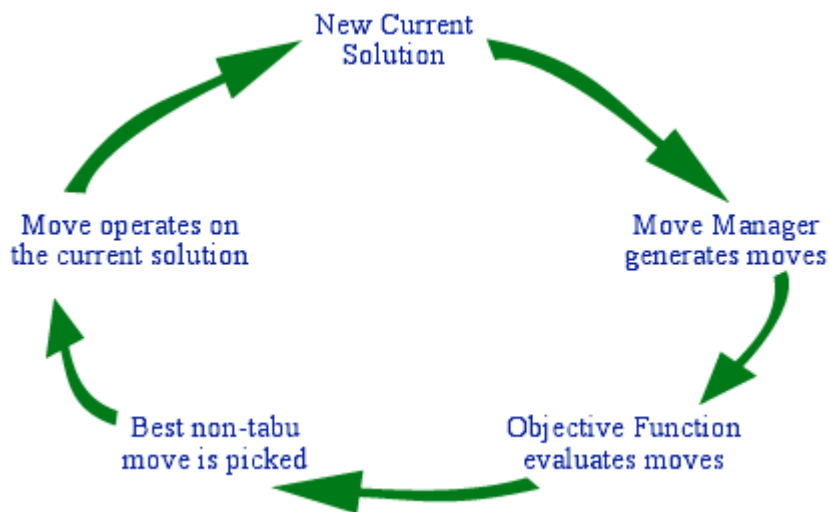 New Current
Solution
Move Manager
generates moves
Objective Function
evaluates moves
Best non-tabu
move is picked
Move operates on
the current solution